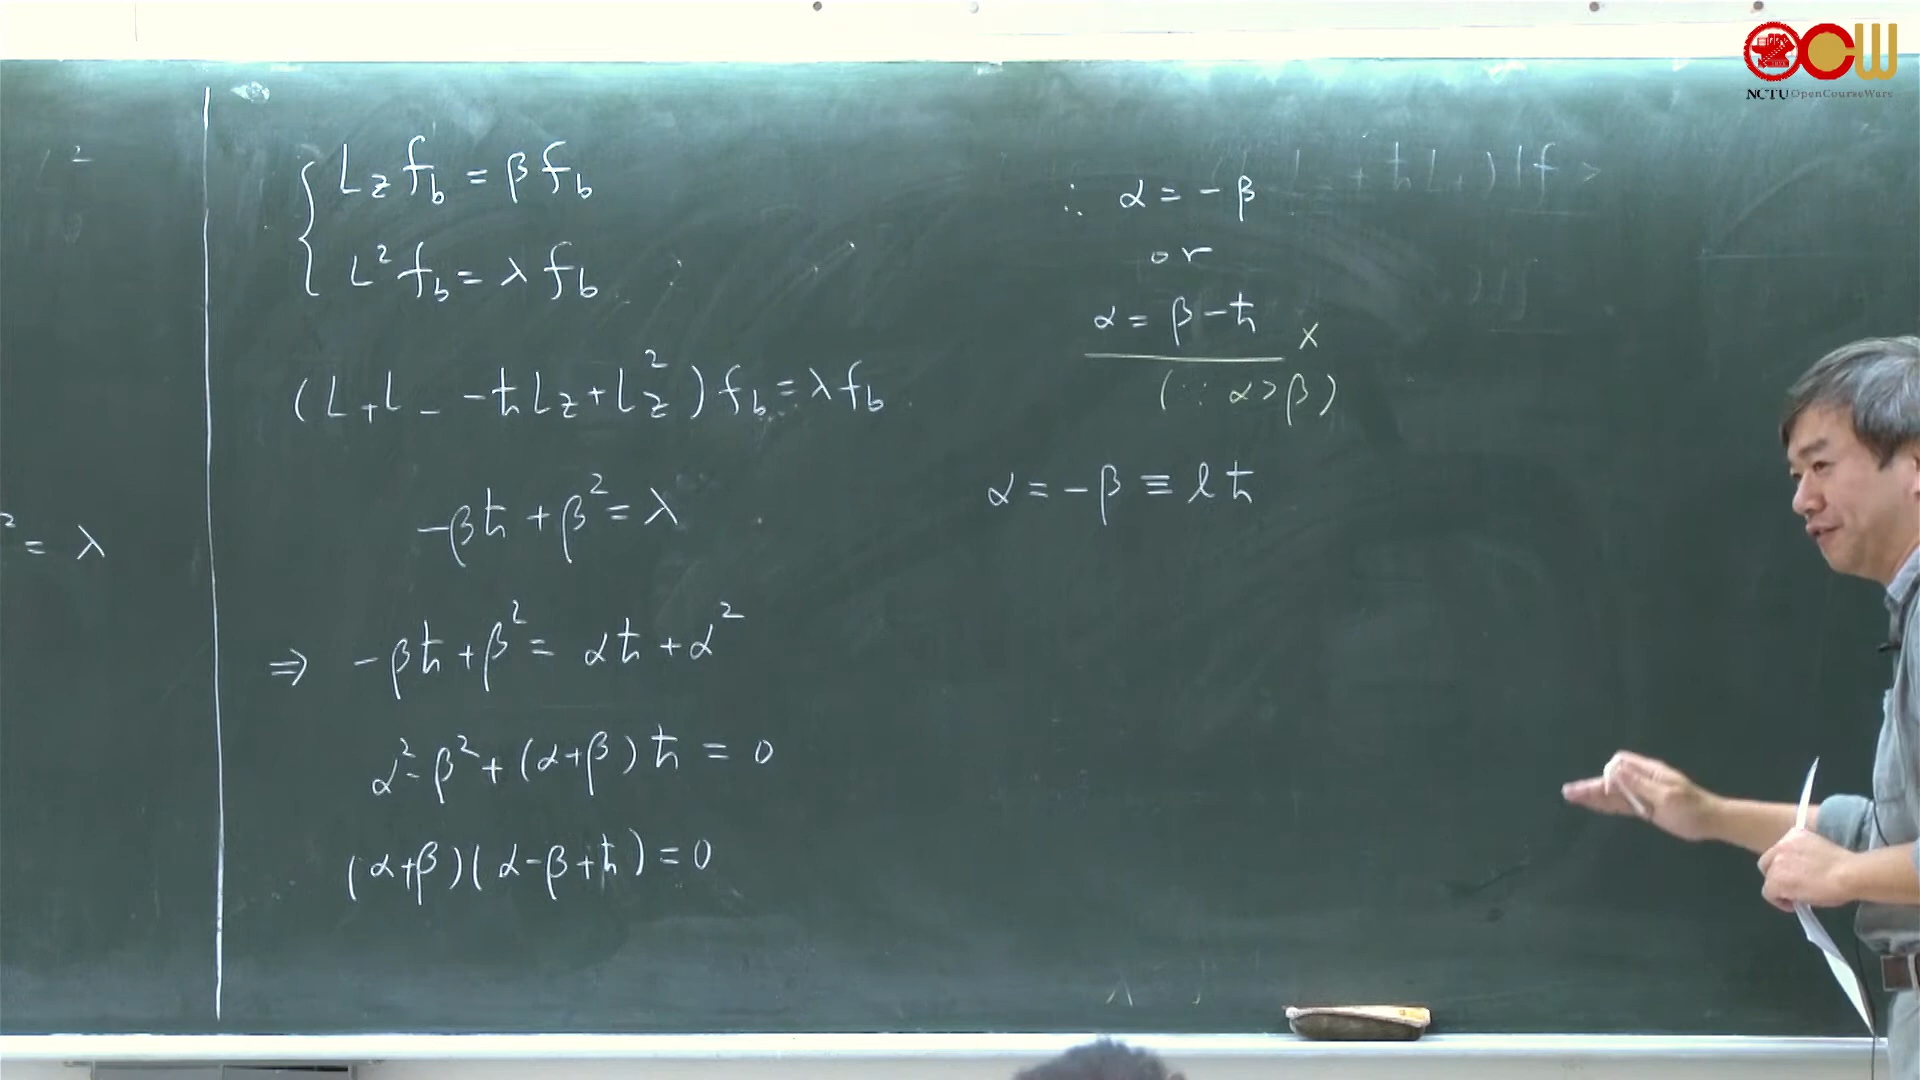 NCTU OpenCourseWare
² = λ
L_z f_b = β f_b
L² f_b = λ f_b
(L₊L₋ - ħL_z + L_z²) f_b = λ f_b
-βħ + β² = λ
⇒ -βħ + β² = αħ + α²
α² - β² + (α+β)ħ = 0
(α+β)(α-β+ħ) = 0
∴ α = -β
or
α = β - ħ ×
(∵ α > β)
α = -β ≡ lħ